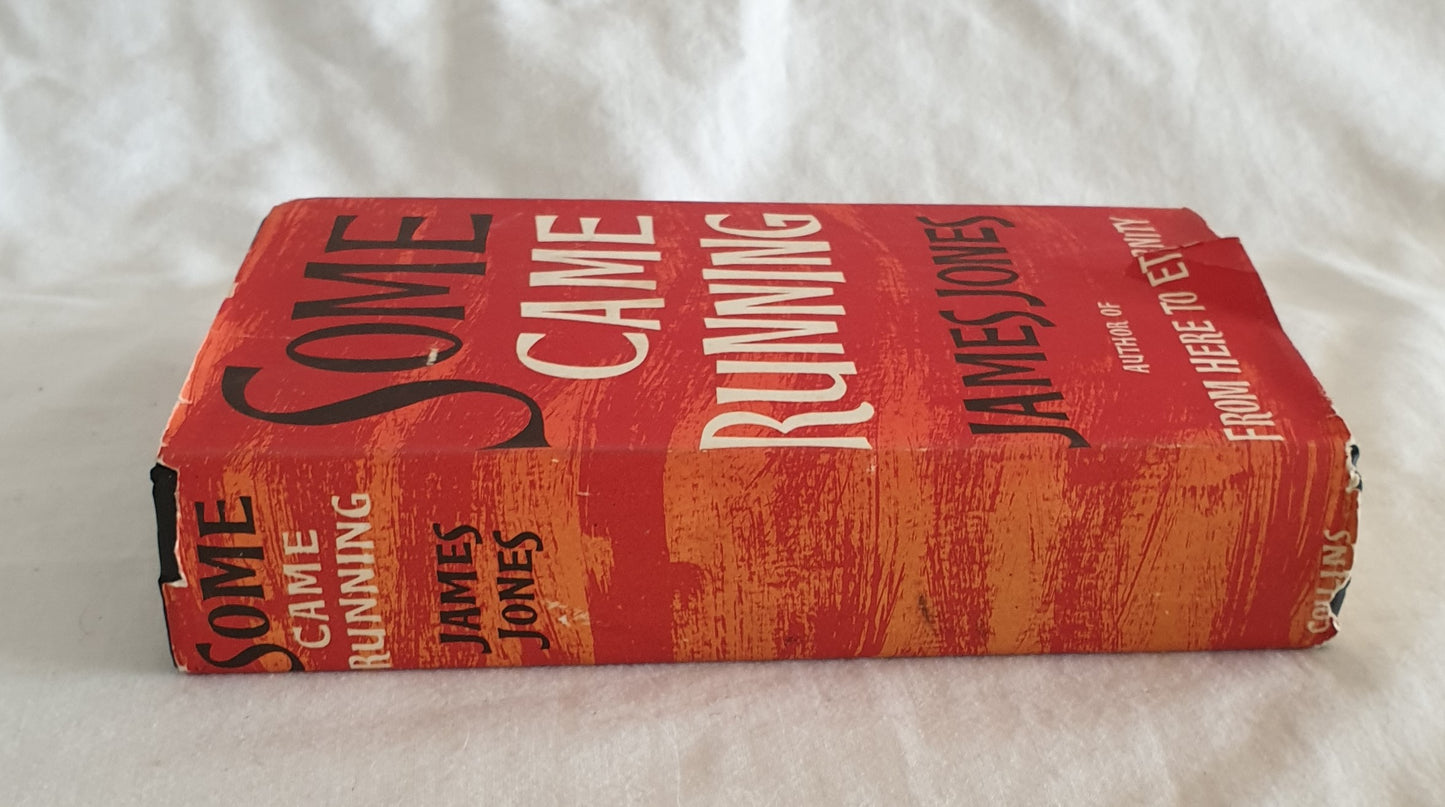 SOME
CAME
RUNNING
JAMES JONES
AUTHOR OF
FROM HERE TO ETERNITY
SOME
CAME
RUNNING
JAMES
JONES
COLLINS